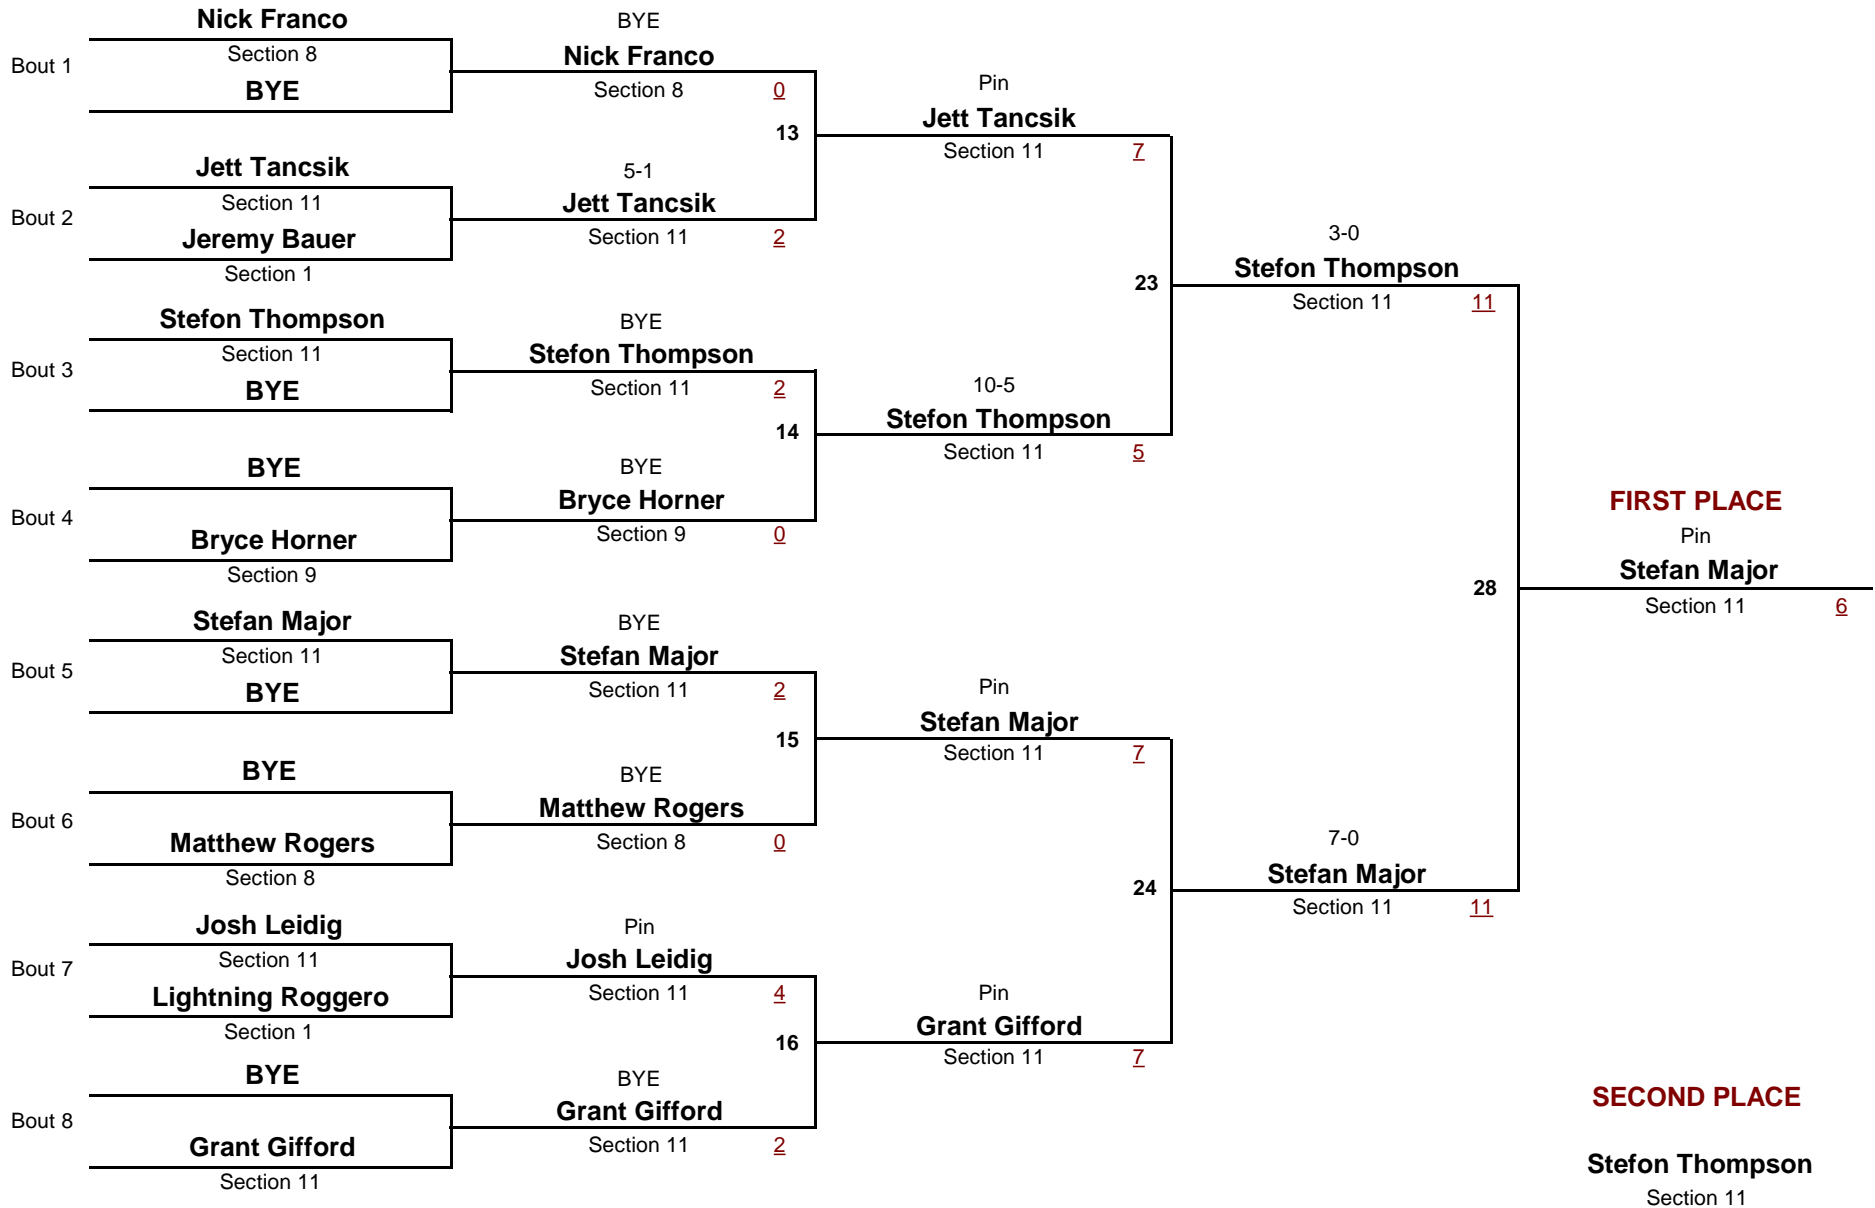 Nick Franco
Bout 1
Section 8
BYE
Jett Tancsik
Bout 2
Section 11
Jeremy Bauer
Section 1
Stefon Thompson
Bout 3
Section 11
BYE
BYE
Bout 4
Bryce Horner
Section 9
Stefan Major
Bout 5
Section 11
BYE
BYE
Bout 6
Matthew Rogers
Section 8
Josh Leidig
Bout 7
Section 11
Lightning Roggero
Section 1
BYE
Bout 8
Grant Gifford
Section 11
BYE
Nick Franco
Section 8 0
13
5-1
Jett Tancsik
Section 11 2
BYE
Stefon Thompson
Section 11 2
14
BYE
Bryce Horner
Section 9 0
BYE
Stefan Major
Section 11 2
15
BYE
Matthew Rogers
Section 8 0
Pin
Josh Leidig
Section 11 4
16
BYE
Grant Gifford
Section 11 2
Pin
Jett Tancsik
Section 11 7
23
10-5
Stefon Thompson
Section 11 5
Pin
Stefan Major
Section 11 7
24
Pin
Grant Gifford
Section 11 7
3-0
Stefon Thompson
Section 11 11
28
7-0
Stefan Major
Section 11 11
FIRST PLACE
Pin
Stefan Major
Section 11 6
SECOND PLACE
Stefon Thompson
Section 11